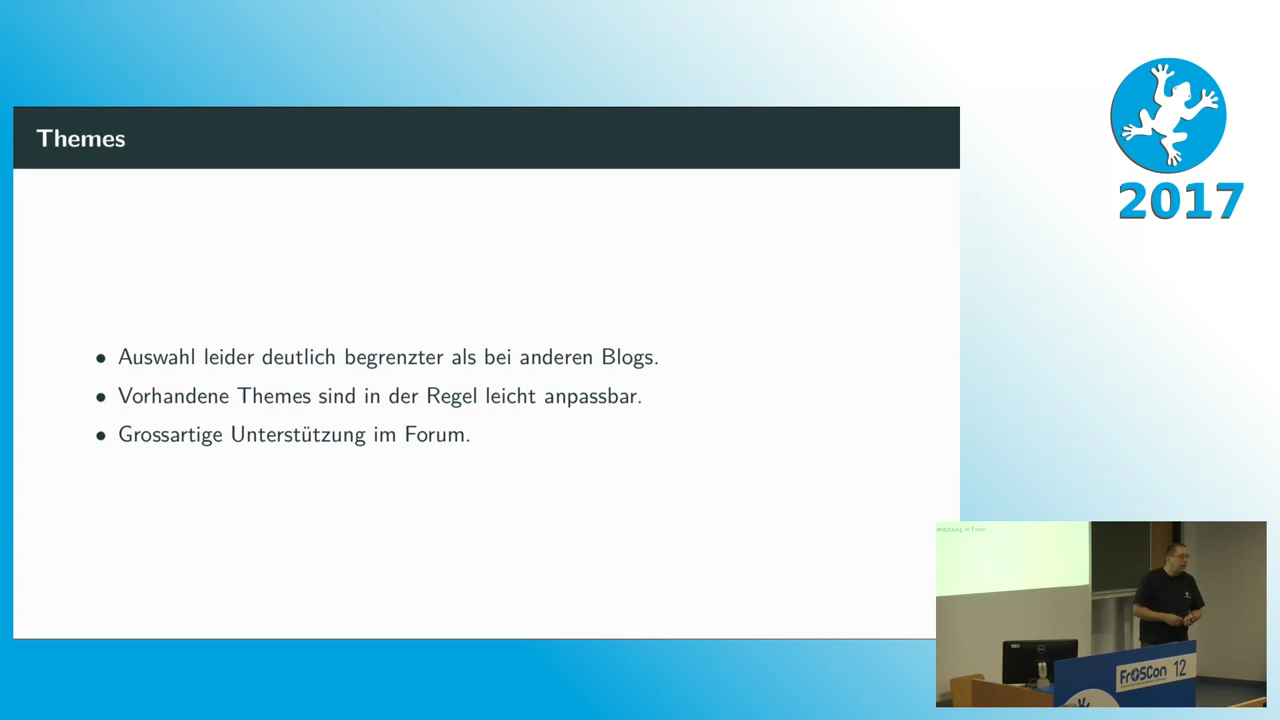 Themes
2017
• Auswahl leider deutlich begrenzter als bei anderen Blogs.
• Vorhandene Themes sind in der Regel leicht anpassbar.
• Grossartige Unterstützung im Forum.
FrOSCon 12